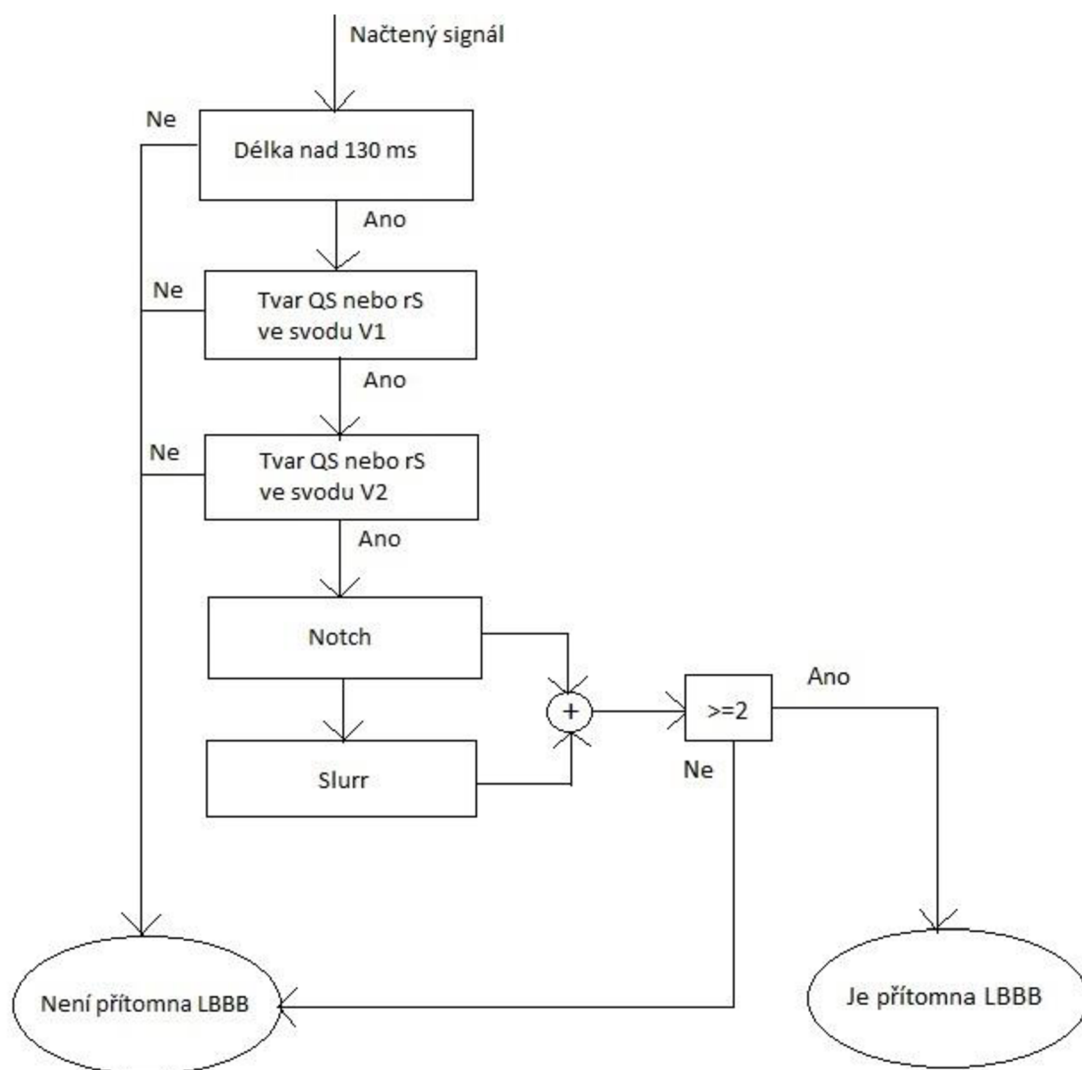 Načtený signál
Ne
Délka nad 130 ms
Ano
Ne
Tvar QS nebo rS
ve svodu V1
Ano
Ne
Tvar QS nebo rS
ve svodu V2
Ano
Notch
+
>=2
Ano
Ne
Slurr
Není přítomna LBBB
Je přítomna LBBB